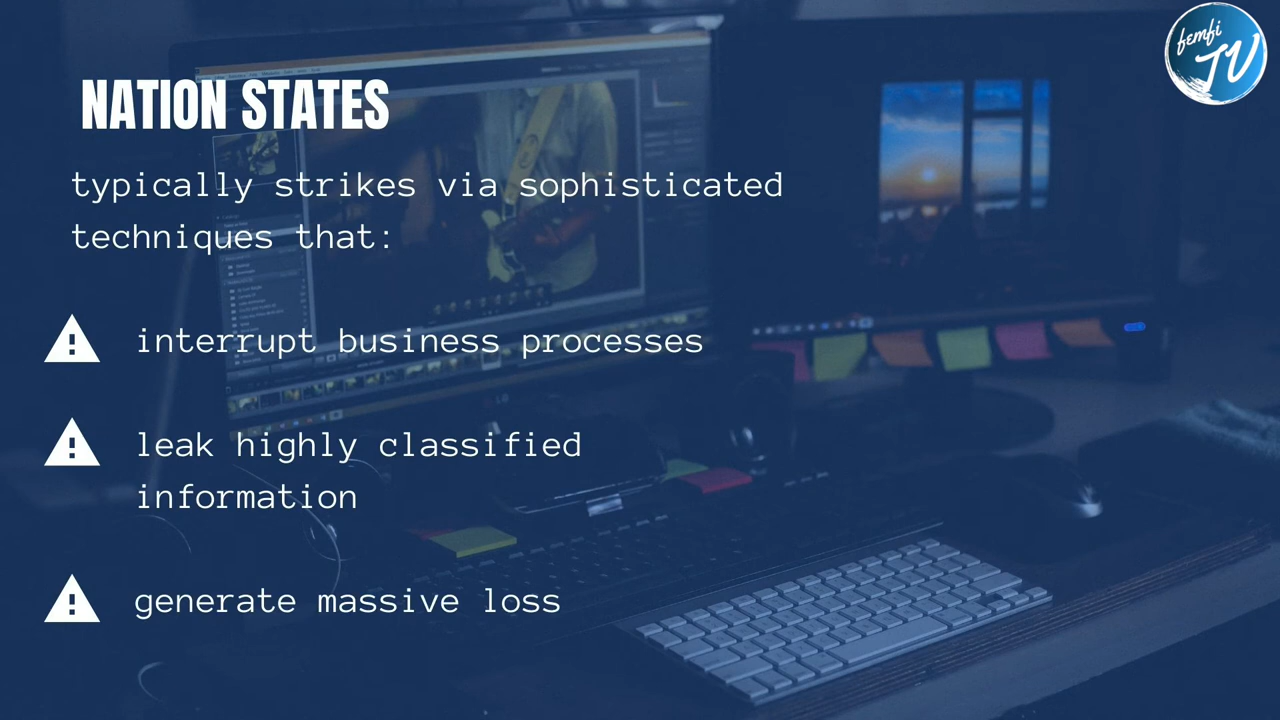 femfi
TV
NATION STATES
typically strikes via sophisticated
techniques that:
interrupt business processes
leak highly classified
information
generate massive loss